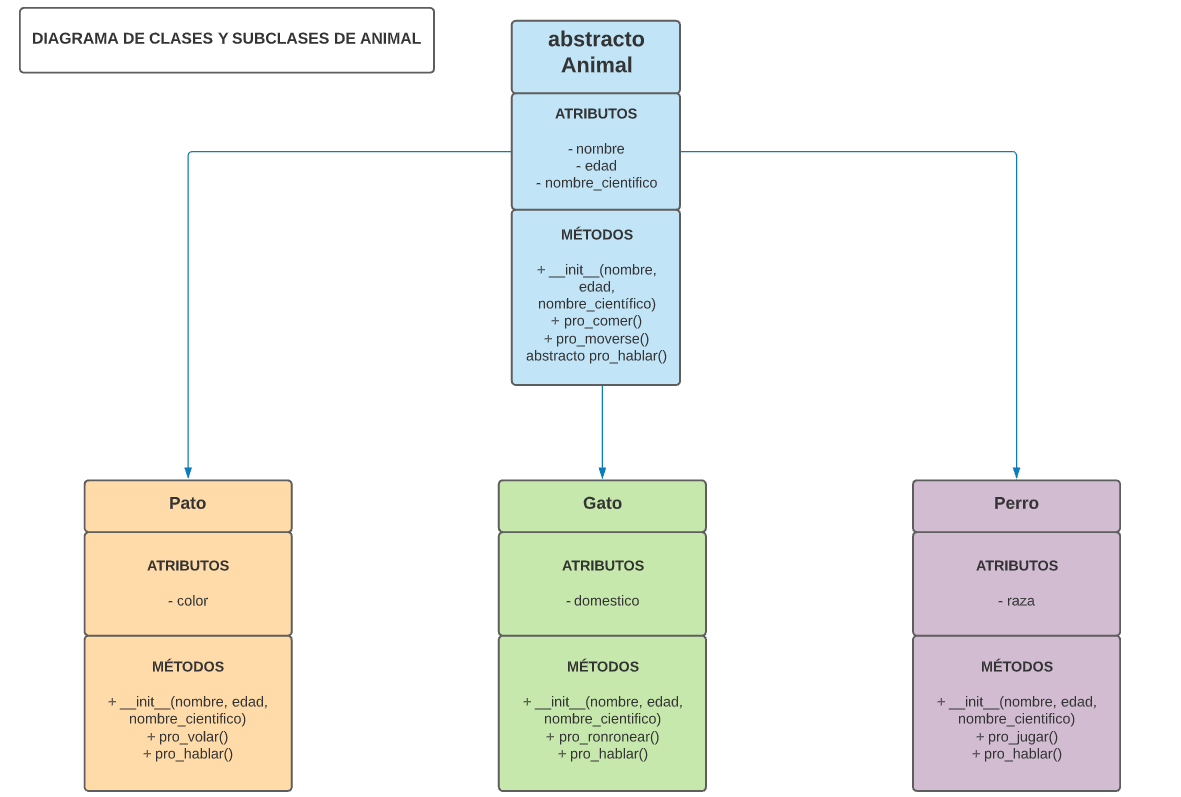 DIAGRAMA DE CLASES Y SUBCLASES DE ANIMAL
abstracto
Animal
ATRIBUTOS
- nombre
- edad
- nombre_cientifico
MÉTODOS
+ __init__(nombre,
edad,
nombre_científico)
+ pro_comer()
+ pro_moverse()
abstracto pro_hablar()
Pato
ATRIBUTOS
- color
MÉTODOS
+ __init__(nombre, edad,
nombre_cientifico)
+ pro_volar()
+ pro_hablar()
Gato
ATRIBUTOS
- domestico
MÉTODOS
+ __init__(nombre, edad,
nombre_cientifico)
+ pro_ronronear()
+ pro_hablar()
Perro
ATRIBUTOS
- raza
MÉTODOS
+ __init__(nombre, edad,
nombre_cientifico)
+ pro_jugar()
+ pro_hablar()